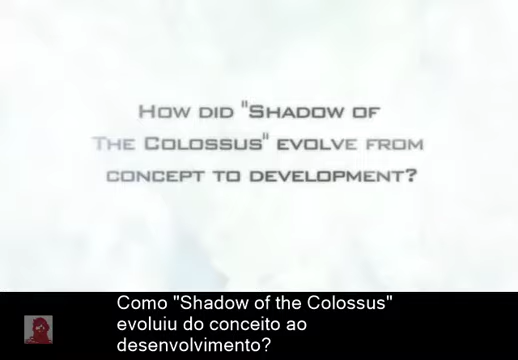 How did "Shadow of
the Colossus" evolve from
concept to development?
Como "Shadow of the Colossus"
evoluiu do conceito ao
desenvolvimento?